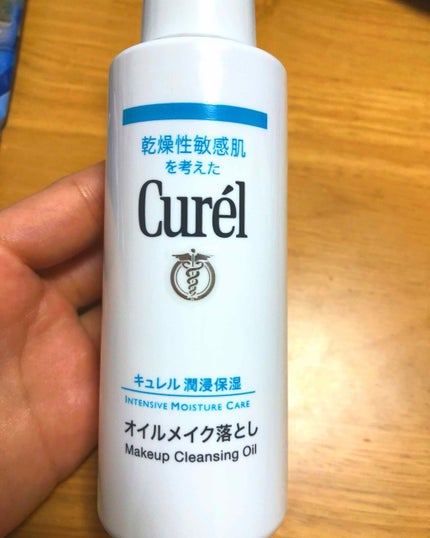 乾燥性敏感肌
を考えた
Curél
キュレル 潤浸保湿
INTENSIVE MOISTURE CARE
オイルメイク落とし
Makeup Cleansing Oil